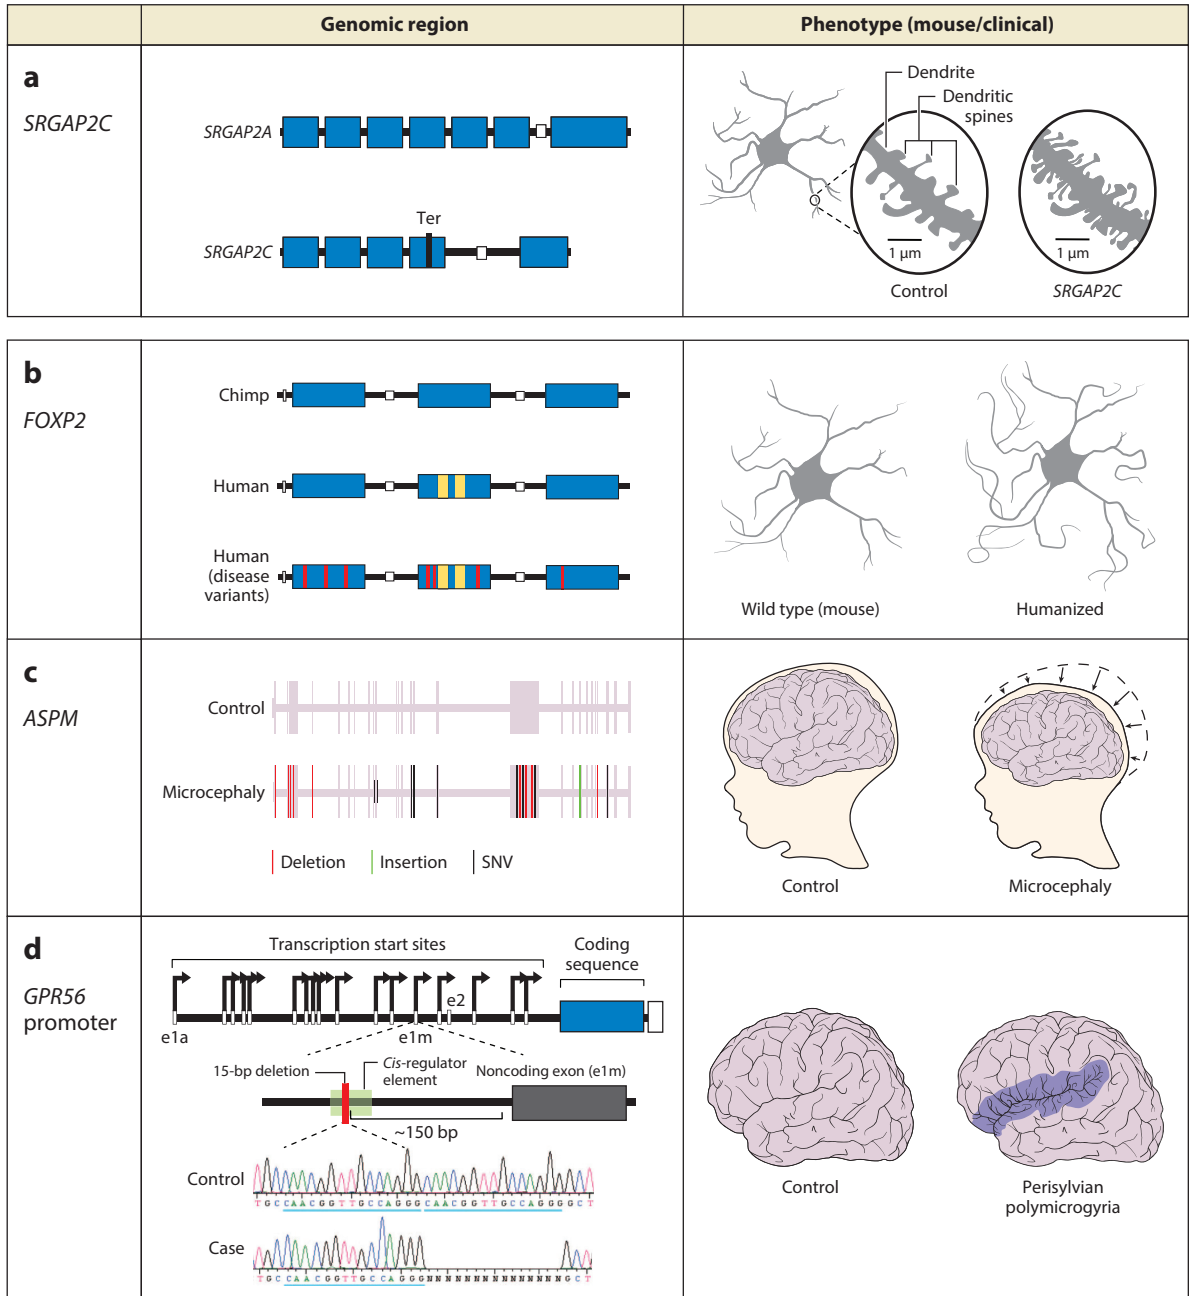 Genomic region
Phenotype (mouse/clinical)
a
SRGAP2C
SRGAP2A
Ter
SRGAP2C
Dendrite
Dendritic
spines
1 μm
1 μm
Control
SRGAP2C
b
FOXP2
Chimp
Human
Human
(disease
variants)
Wild type (mouse)
Humanized
c
ASPM
Control
Microcephaly
Deletion
Insertion
SNV
Control
Microcephaly
d
GPR56
promoter
Transcription start sites
Coding
sequence
e2
e1a
e1m
15-bp deletion
Cis-regulator
element
Noncoding exon (e1m)
~150 bp
Control
TGCCAACGGTTGCCAGGGCAACGGTTGCCAGGGGCT
Case
TGCCAACGGTTGCCAGGGNNNNNNNNNNNNNNNGCT
Control
Perisylvian
polymicrogyria